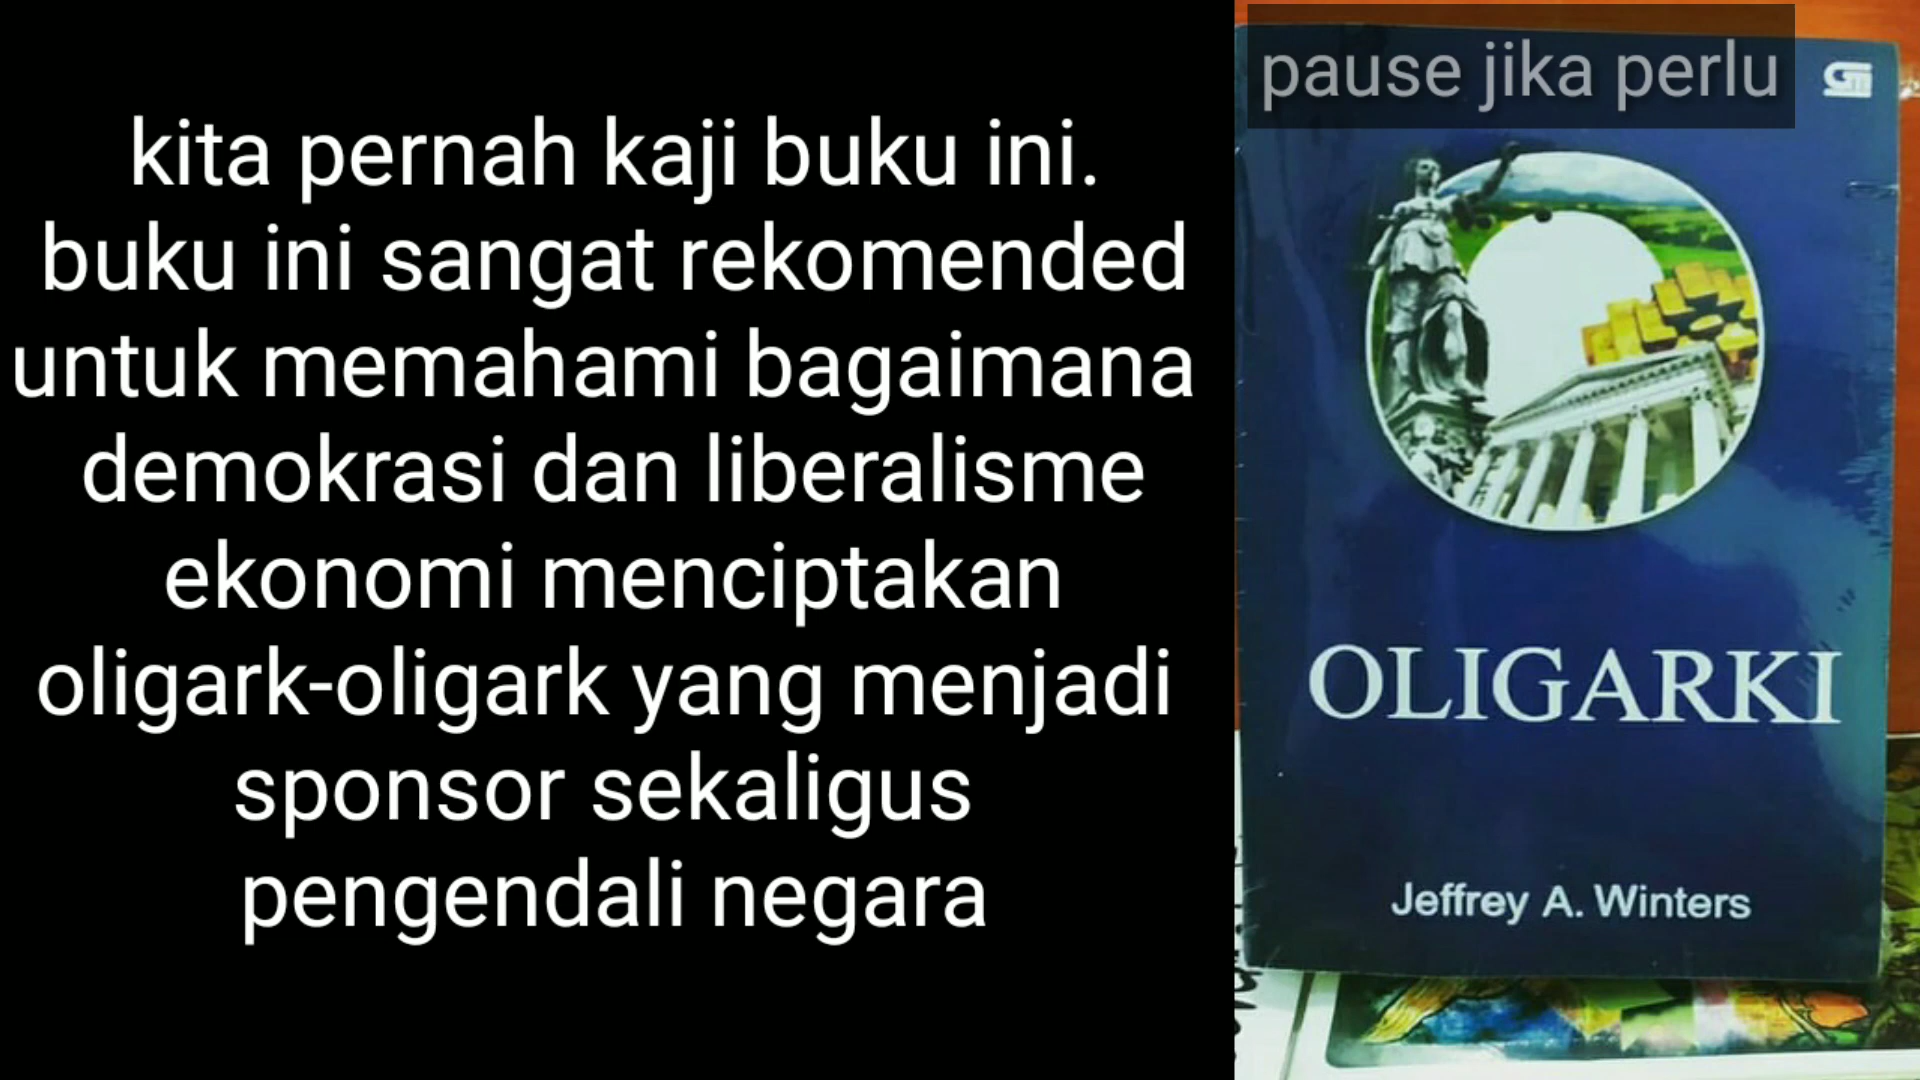 kita pernah kaji buku ini.
buku ini sangat rekomended
untuk memahami bagaimana
demokrasi dan liberalisme
ekonomi menciptakan
oligark-oligark yang menjadi
sponsor sekaligus
pengendali negara
pause jika perlu
OLIGARKI
Jeffrey A. Winters